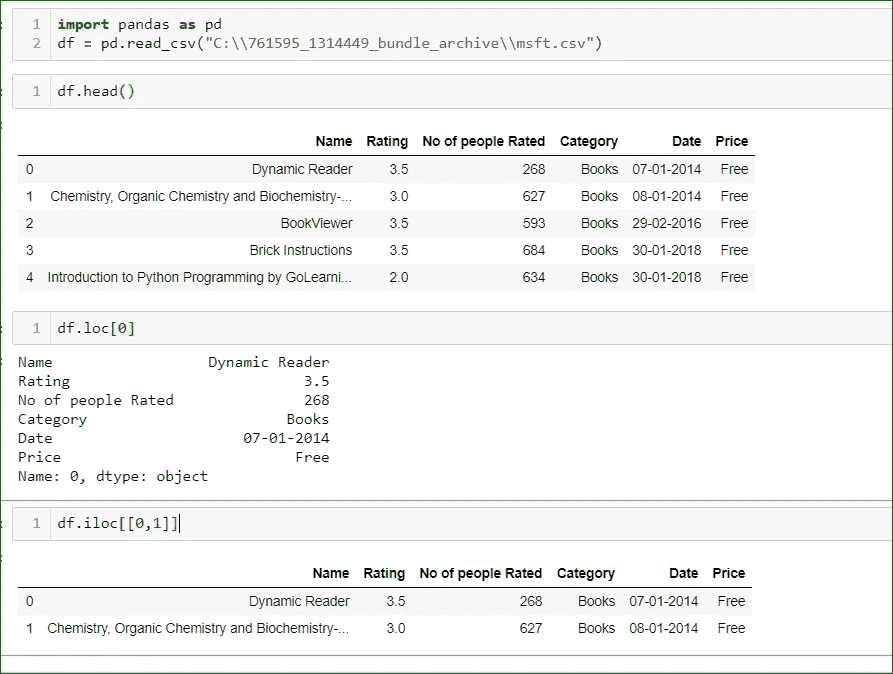 1 import pandas as pd
2 df = pd.read_csv("C:\\761595_1314449_bundle_archive\\msft.csv")
1 df.head()
Name Rating No of people Rated Category Date Price
0 Dynamic Reader 3.5 268 Books 07-01-2014 Free
1 Chemistry, Organic Chemistry and Biochemistry-... 3.0 627 Books 08-01-2014 Free
2 BookViewer 3.5 593 Books 29-02-2016 Free
3 Brick Instructions 3.5 684 Books 30-01-2018 Free
4 Introduction to Python Programming by GoLearni... 2.0 634 Books 30-01-2018 Free
1 df.loc[0]
Name Dynamic Reader
Rating 3.5
No of people Rated 268
Category Books
Date 07-01-2014
Price Free
Name: 0, dtype: object
1 df.iloc[[0,1]]
Name Rating No of people Rated Category Date Price
0 Dynamic Reader 3.5 268 Books 07-01-2014 Free
1 Chemistry, Organic Chemistry and Biochemistry-... 3.0 627 Books 08-01-2014 Free